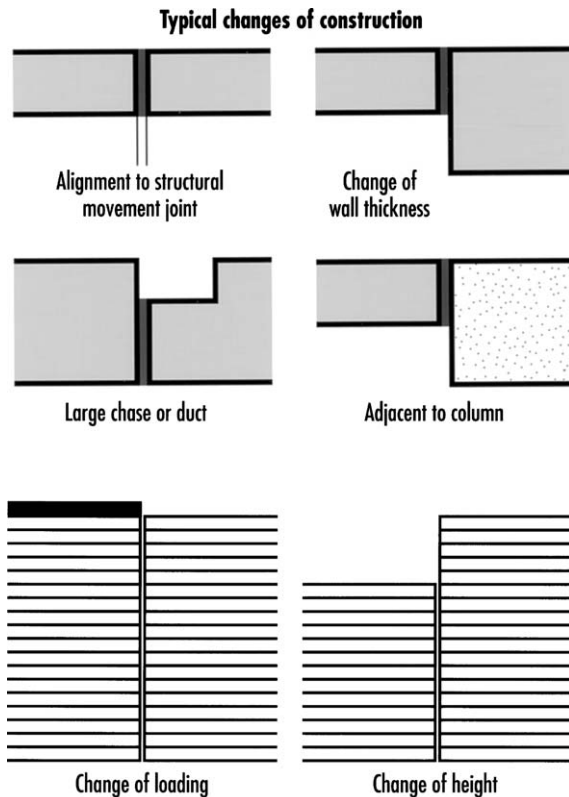 Typical changes of construction
Alignment to structural
movement joint
Change of
wall thickness
Large chase or duct
Adjacent to column
Change of loading
Change of height